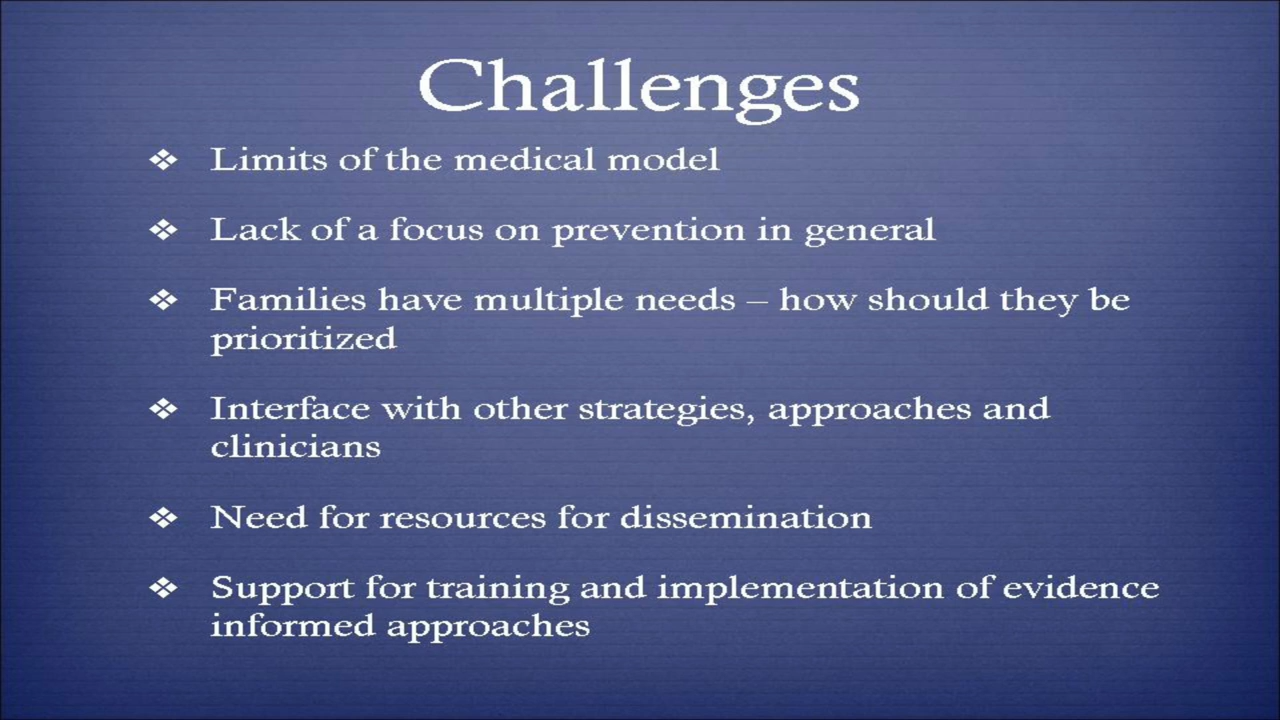 Challenges
❖ Limits of the medical model
❖ Lack of a focus on prevention in general
❖ Families have multiple needs – how should they be
prioritized
❖ Interface with other strategies, approaches and
clinicians
❖ Need for resources for dissemination
❖ Support for training and implementation of evidence
informed approaches